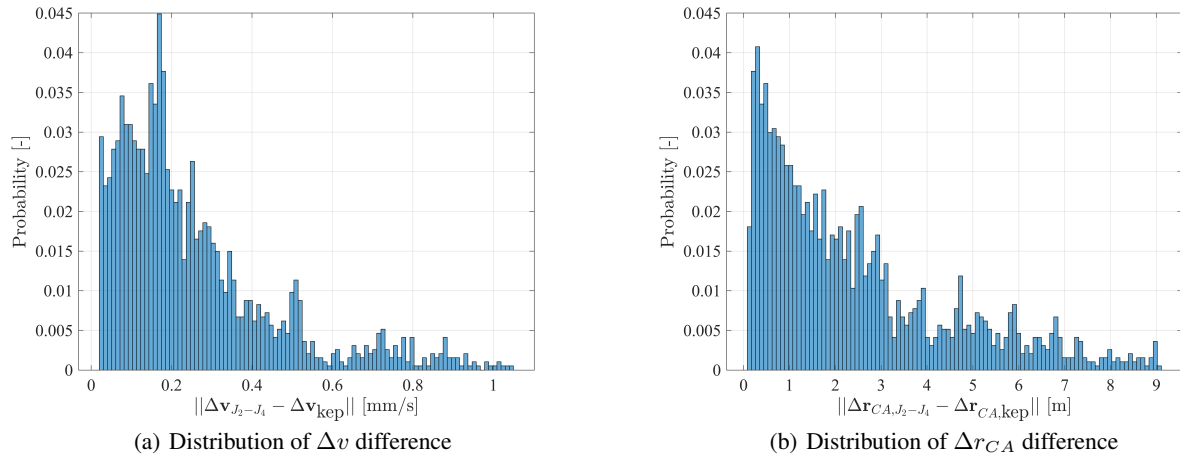 0.045
0.04
0.035
0.03
0.025
0.02
0.015
0.01
0.005
0
Probability [-]
0 0.2 0.4 0.6 0.8 1
||Δv_{J_2−J_4} − Δv_{kep}|| [mm/s]
(a) Distribution of Δv difference
0.045
0.04
0.035
0.03
0.025
0.02
0.015
0.01
0.005
0
Probability [-]
0 1 2 3 4 5 6 7 8 9
||Δr_{CA,J_2−J_4} − Δr_{CA,kep}|| [m]
(b) Distribution of Δr_{CA} difference